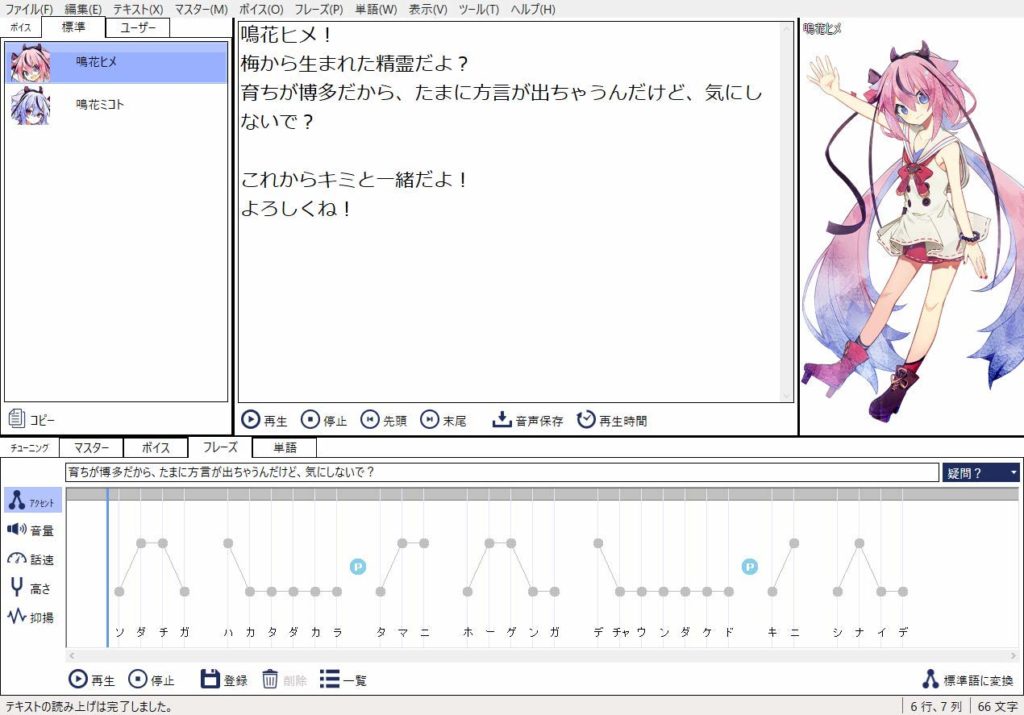 ファイル(F) 編集(E) テキスト(X) マスター(M) ボイス(O) フレーズ(P) 単語(W) 表示(V) ツール(T) ヘルプ(H)
ボイス 標準 ユーザー
鳴花ヒメ
鳴花ミコト
コピー
鳴花ヒメ！
梅から生まれた精霊だよ？
育ちが博多だから、たまに方言が出ちゃうんだけど、気にし
ないで？
これからキミと一緒だよ！
よろしくね！
再生 停止 先頭 末尾 音声保存 再生時間
鳴花ヒメ
チューニング マスター ボイス フレーズ 単語
育ちが博多だから、たまに方言が出ちゃうんだけど、気にしないで？
疑問？
アクセント
音量
話速
高さ
抑揚
P P
ソ ダ チ ガ ハ カ タ ダ カ ラ タ マ ニ ホ ー ゲ ン ガ デ チャ ウ ン ダ ケ ド キ ニ シ ナ イ デ
再生 停止 登録 削除 一覧 標準語に変換
テキストの読み上げは完了しました。 6 行、7 列 66 文字